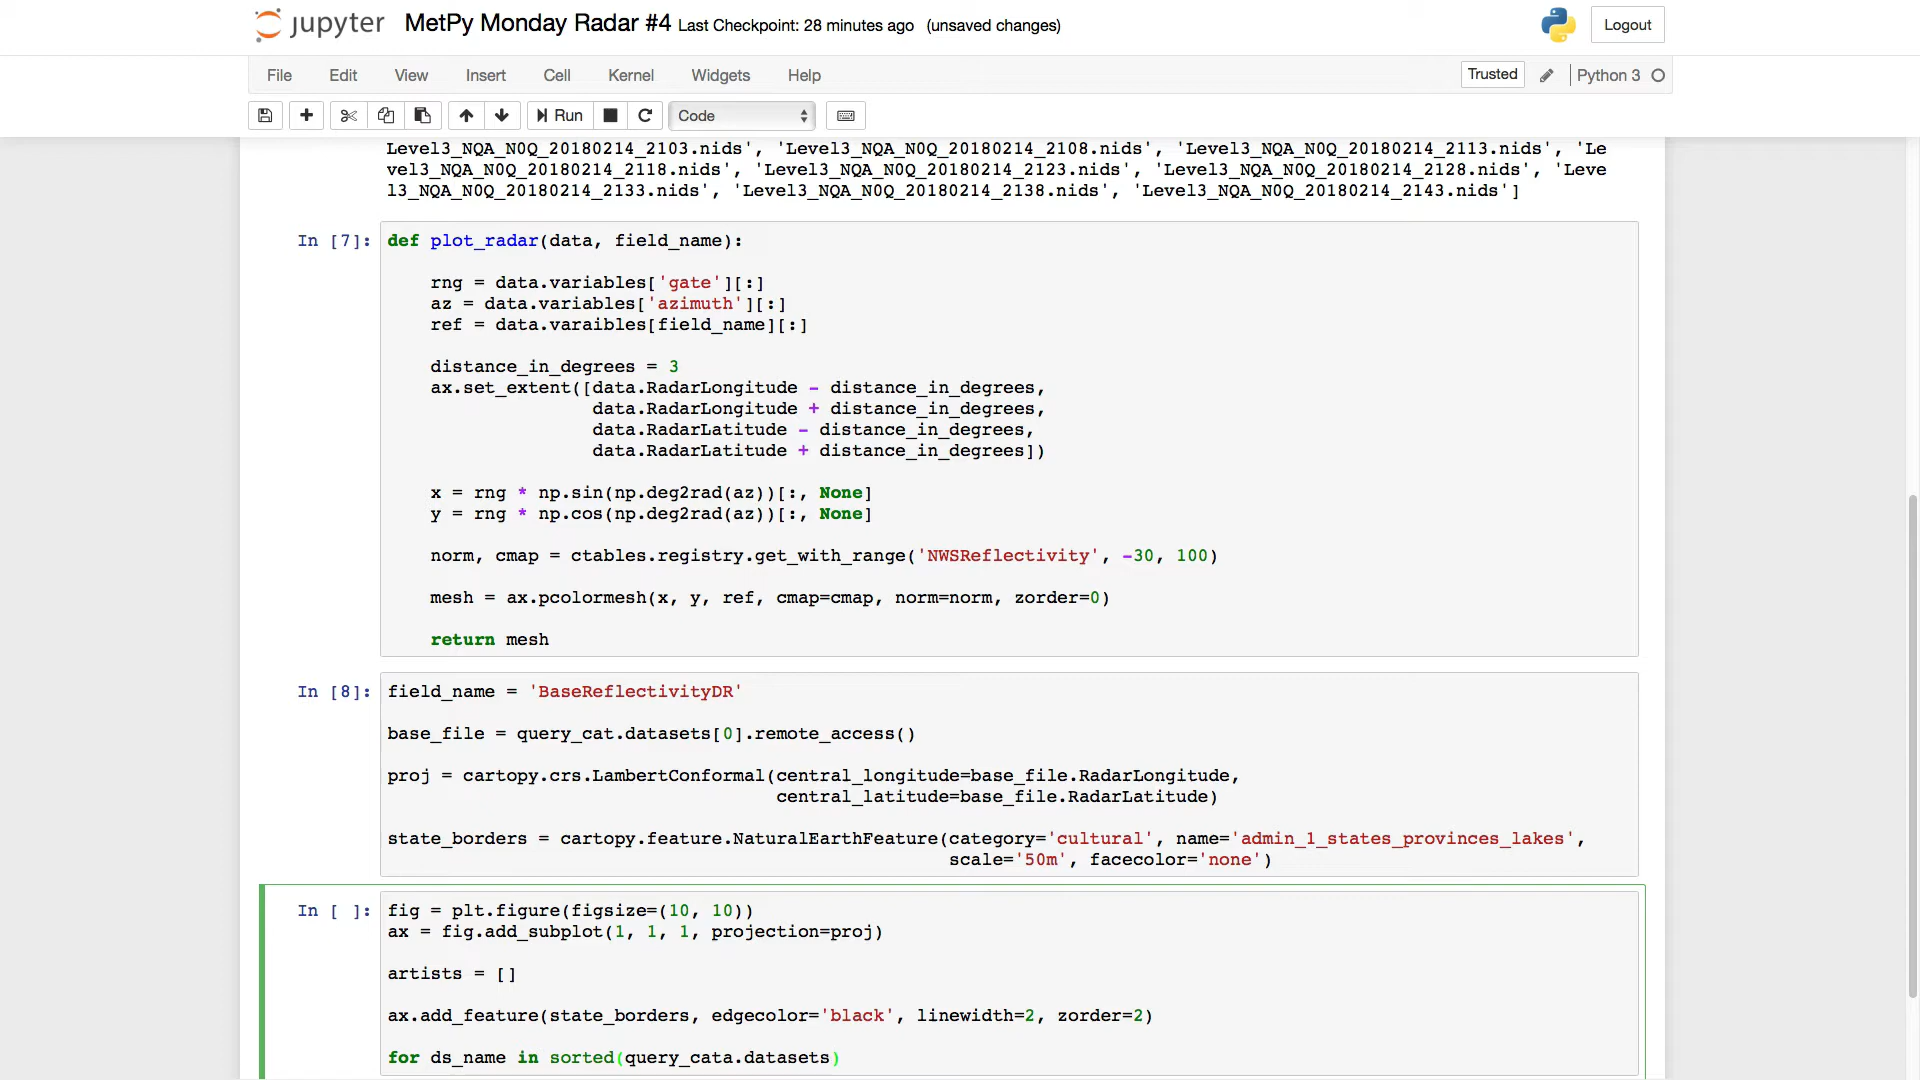 jupyter MetPy Monday Radar #4 Last Checkpoint: 28 minutes ago (unsaved changes) Logout
File Edit View Insert Cell Kernel Widgets Help Trusted Python 3
Run Code
Level3_NQA_N0Q_20180214_2103.nids', 'Level3_NQA_N0Q_20180214_2108.nids', 'Level3_NQA_N0Q_20180214_2113.nids', 'Le
vel3_NQA_N0Q_20180214_2118.nids', 'Level3_NQA_N0Q_20180214_2123.nids', 'Level3_NQA_N0Q_20180214_2128.nids', 'Leve
l3_NQA_N0Q_20180214_2133.nids', 'Level3_NQA_N0Q_20180214_2138.nids', 'Level3_NQA_N0Q_20180214_2143.nids']
In [7]: def plot_radar(data, field_name):
rng = data.variables['gate'][:]
az = data.variables['azimuth'][:]
ref = data.varaibles[field_name][:]
distance_in_degrees = 3
ax.set_extent([data.RadarLongitude - distance_in_degrees,
data.RadarLongitude + distance_in_degrees,
data.RadarLatitude - distance_in_degrees,
data.RadarLatitude + distance_in_degrees])
x = rng * np.sin(np.deg2rad(az))[:, None]
y = rng * np.cos(np.deg2rad(az))[:, None]
norm, cmap = ctables.registry.get_with_range('NWSReflectivity', -30, 100)
mesh = ax.pcolormesh(x, y, ref, cmap=cmap, norm=norm, zorder=0)
return mesh
In [8]: field_name = 'BaseReflectivityDR'
base_file = query_cat.datasets[0].remote_access()
proj = cartopy.crs.LambertConformal(central_longitude=base_file.RadarLongitude,
central_latitude=base_file.RadarLatitude)
state_borders = cartopy.feature.NaturalEarthFeature(category='cultural', name='admin_1_states_provinces_lakes',
scale='50m', facecolor='none')
In [ ]: fig = plt.figure(figsize=(10, 10))
ax = fig.add_subplot(1, 1, 1, projection=proj)
artists = []
ax.add_feature(state_borders, edgecolor='black', linewidth=2, zorder=2)
for ds_name in sorted(query_cata.datasets)